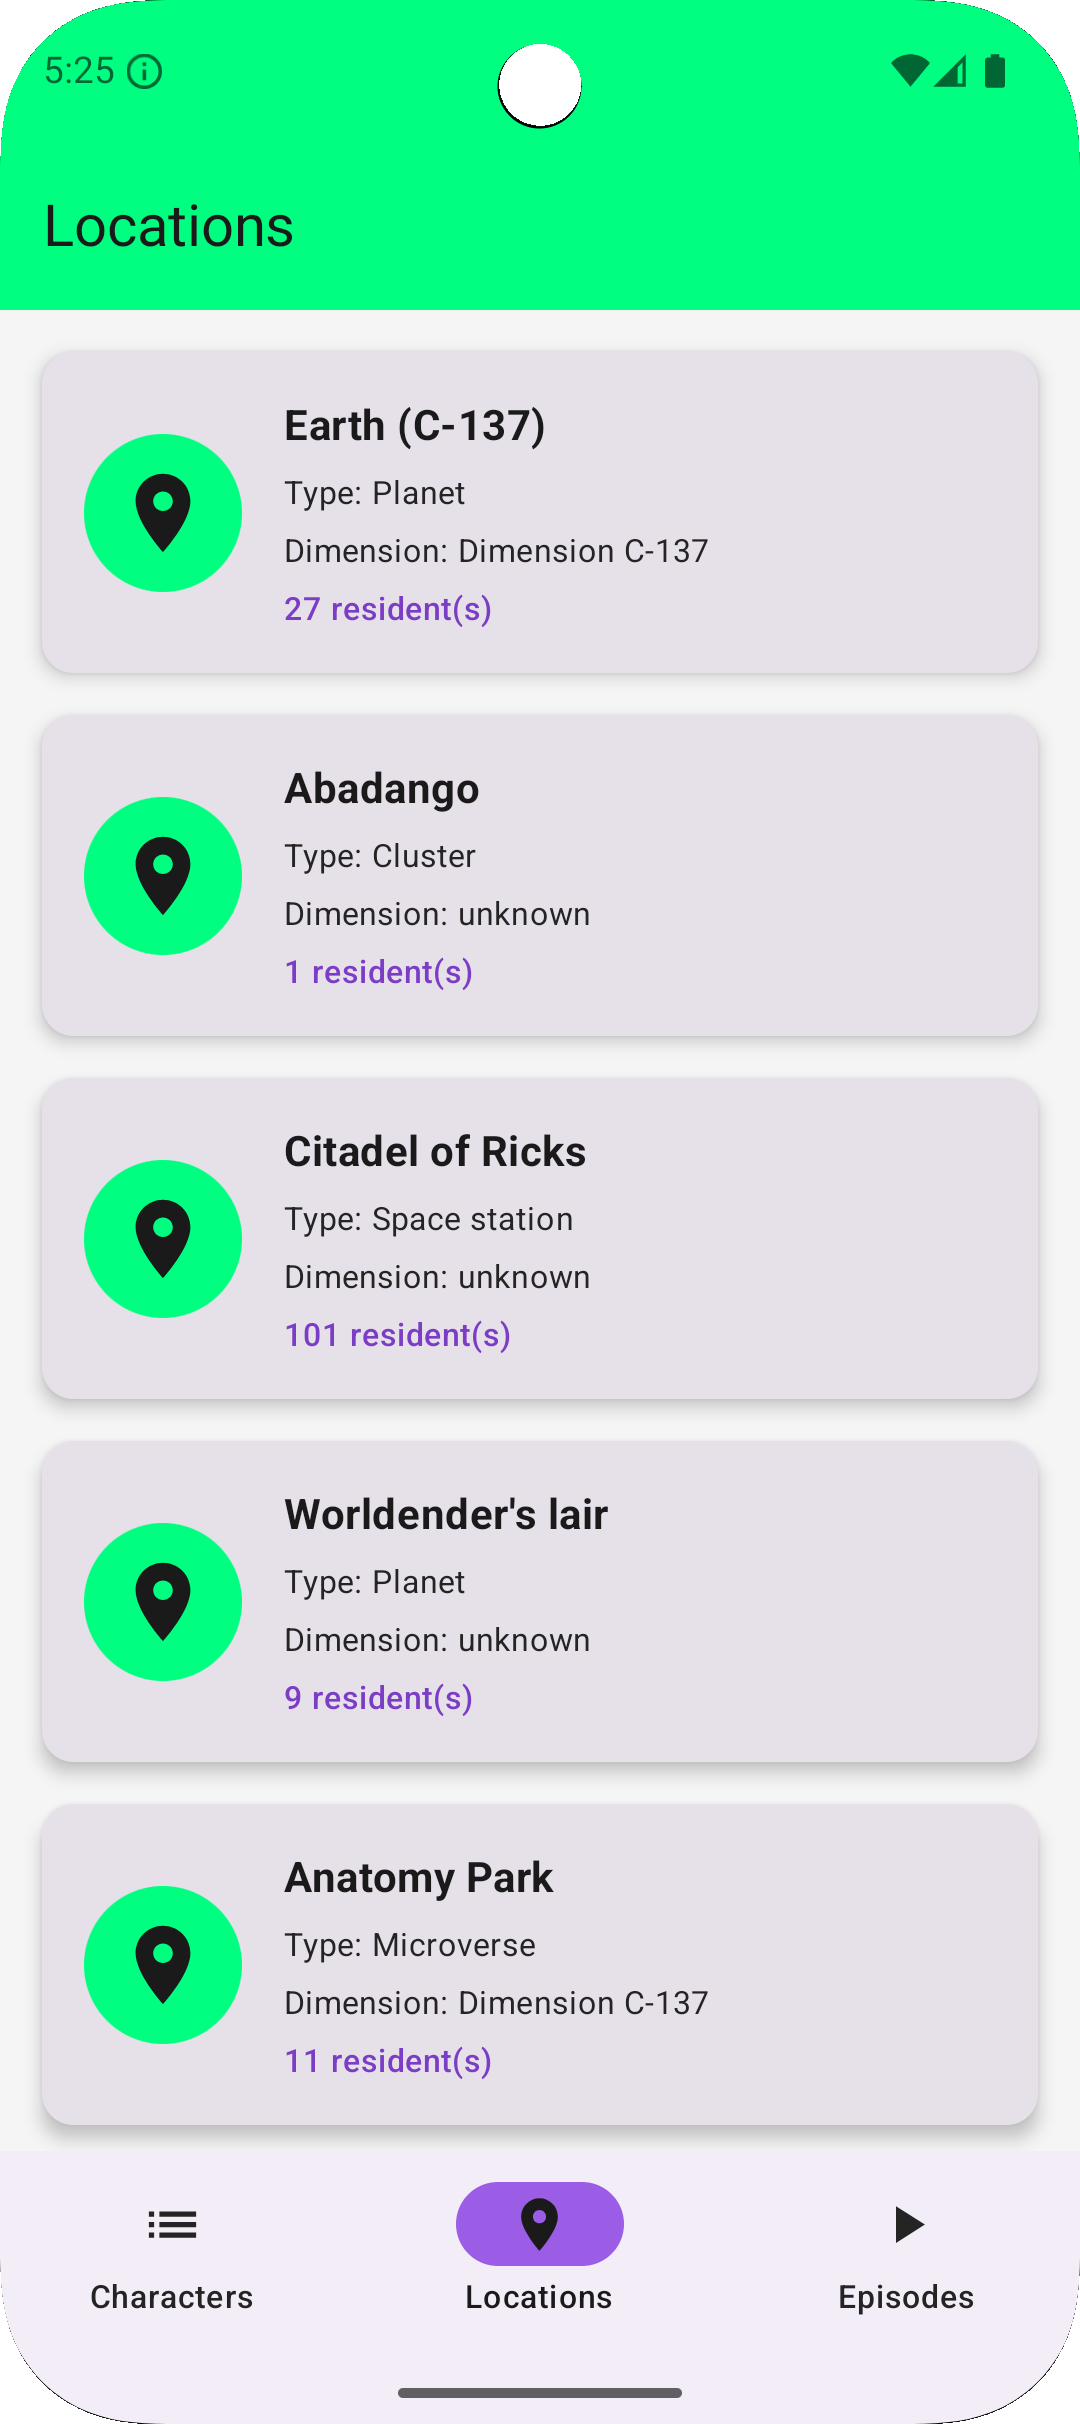 5:25
Locations
Earth (C-137)
Type: Planet
Dimension: Dimension C-137
27 resident(s)
Abadango
Type: Cluster
Dimension: unknown
1 resident(s)
Citadel of Ricks
Type: Space station
Dimension: unknown
101 resident(s)
Worldender's lair
Type: Planet
Dimension: unknown
9 resident(s)
Anatomy Park
Type: Microverse
Dimension: Dimension C-137
11 resident(s)
Characters
Locations
Episodes